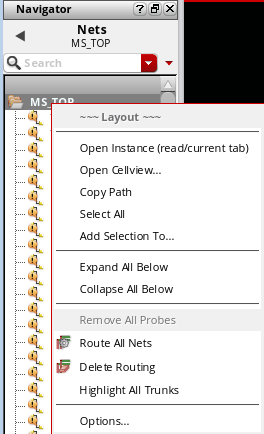 Navigator
Nets
MS_TOP
Search
MS_TOP
~~~ Layout ~~~
Open Instance (read/current tab)
Open Cellview...
Copy Path
Select All
Add Selection To...
Expand All Below
Collapse All Below
Remove All Probes
Route All Nets
Delete Routing
Highlight All Trunks
Options...